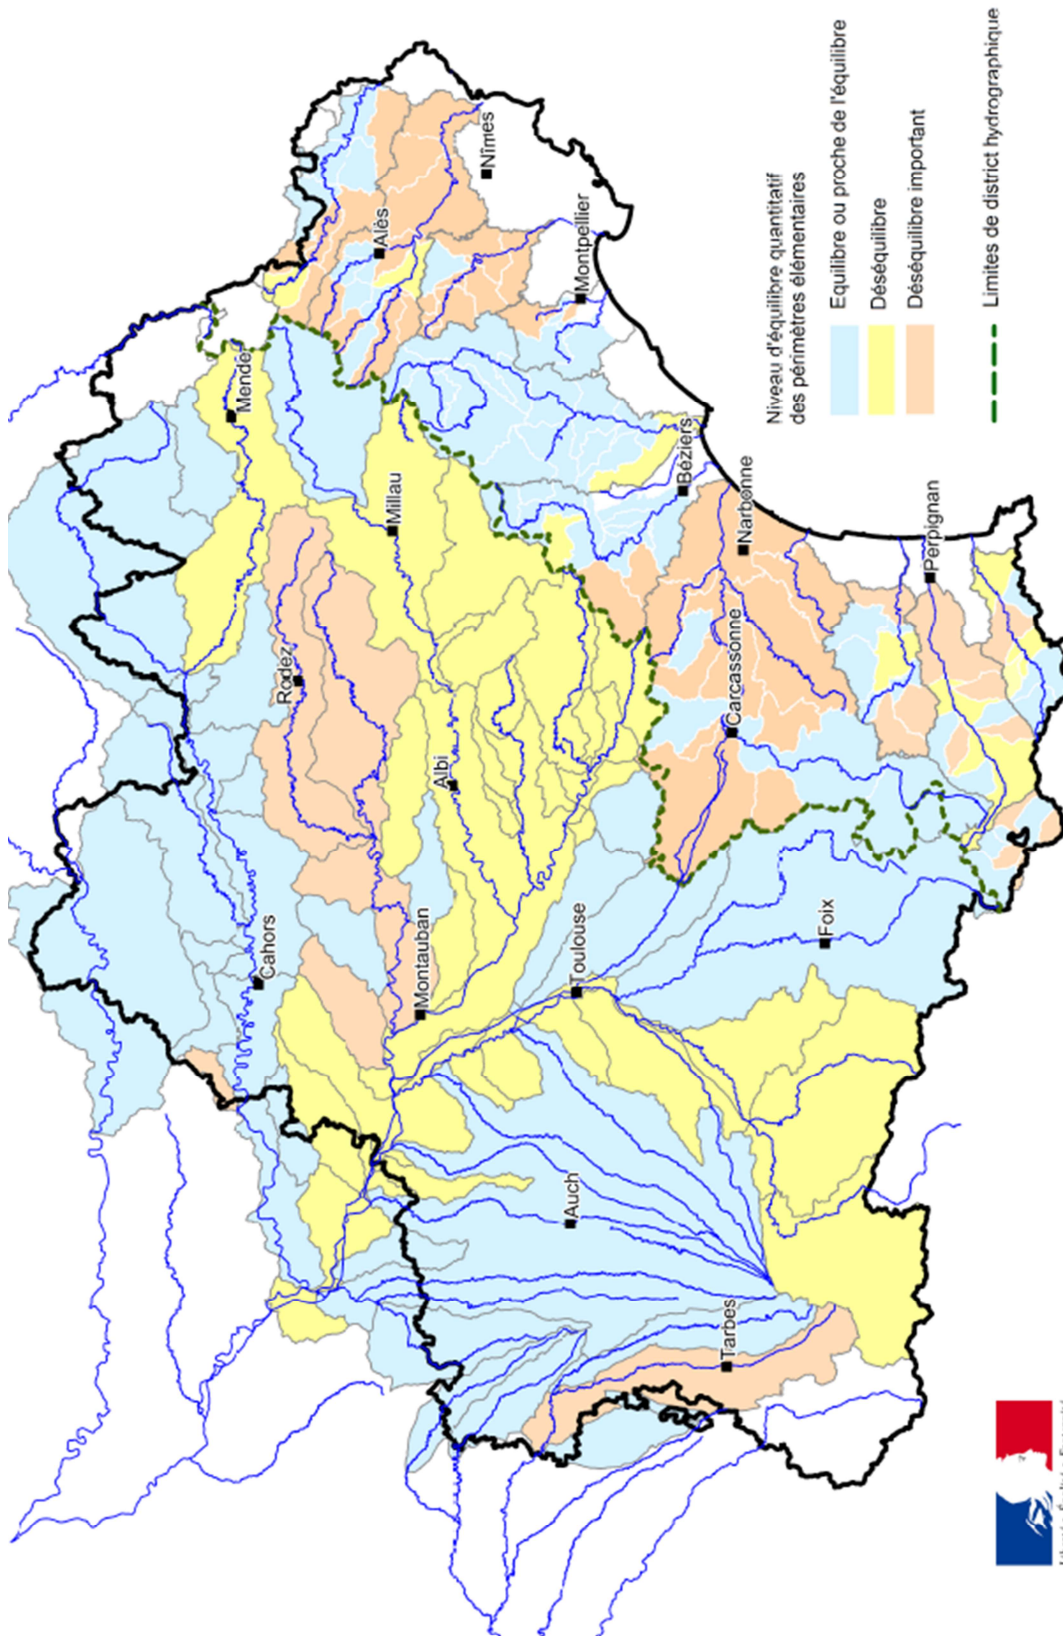 Mende
Nîmes
Alès
Rodez
Millau
Montpellier
Cahors
Albi
Béziers
Montauban
Narbonne
Toulouse
Carcassonne
Perpignan
Auch
Foix
Tarbes
Niveau d'équilibre quantitatif
des périmètres élémentaires
Equilibre ou proche de l'équilibre
Déséquilibre
Déséquilibre important
Limites de district hydrographique